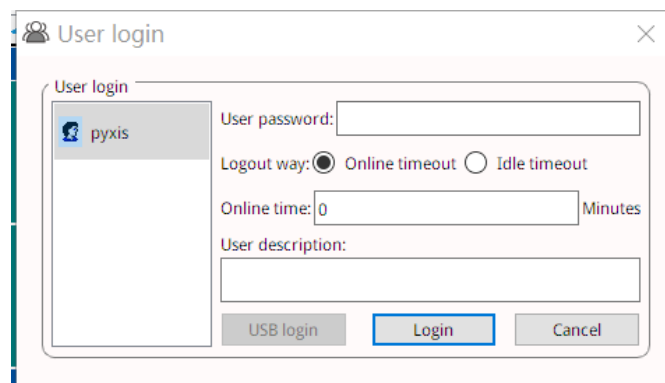 User login
User login
pyxis
User password:
Logout way: Online timeout Idle timeout
Online time: 0 Minutes
User description:
USB login Login Cancel